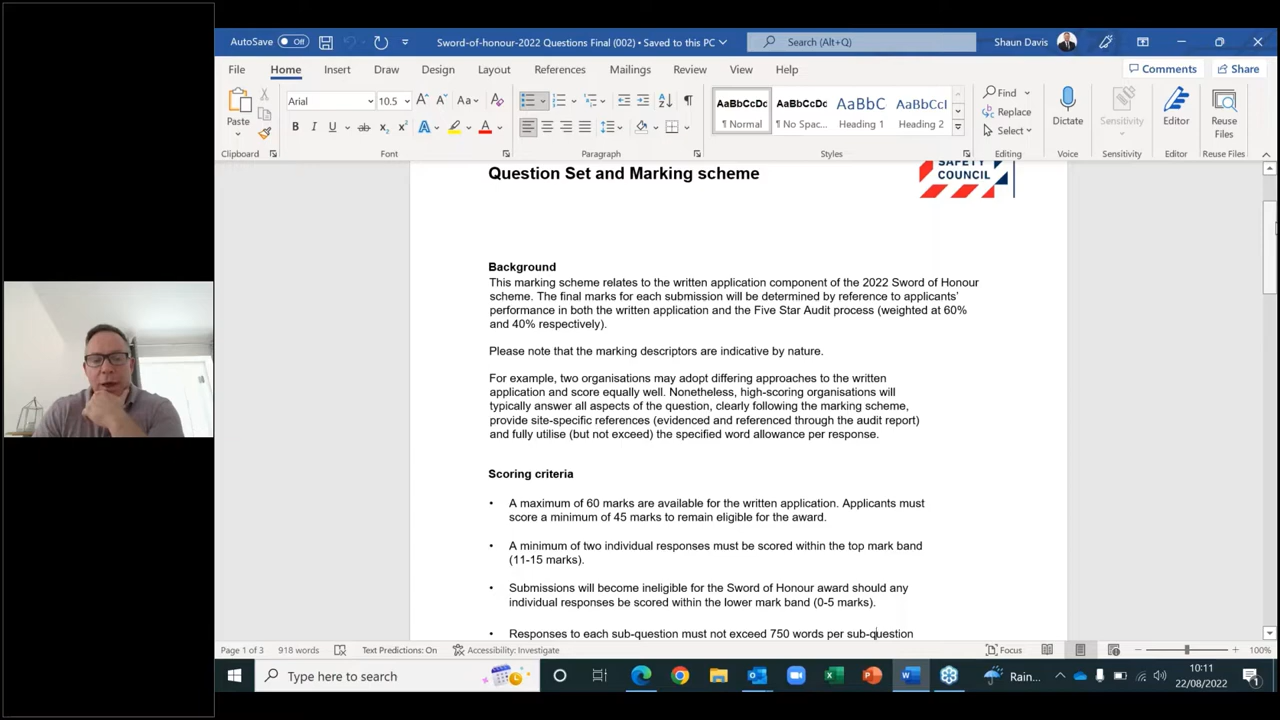 AutoSave Off Sword-of-honour-2022 Questions Final (002) • Saved to this PC Search (Alt+Q) Shaun Davis
File Home Insert Draw Design Layout References Mailings Review View Help Comments Share
Arial 10.5 Aa AaBbCcDc AaBbCcDc AaBbC AaBbCcD Find Replace Select
Paste B I U ab x₂ x² A A ¶ Normal ¶ No Spac... Heading 1 Heading 2 Dictate Sensitivity Editor Reuse Files
Clipboard Font Paragraph Styles Editing Voice Sensitivity Editor Reuse Files
SAFETY
COUNCIL
Question Set and Marking scheme
Background
This marking scheme relates to the written application component of the 2022 Sword of Honour
scheme. The final marks for each submission will be determined by reference to applicants'
performance in both the written application and the Five Star Audit process (weighted at 60%
and 40% respectively).
Please note that the marking descriptors are indicative by nature.
For example, two organisations may adopt differing approaches to the written
application and score equally well. Nonetheless, high-scoring organisations will
typically answer all aspects of the question, clearly following the marking scheme,
provide site-specific references (evidenced and referenced through the audit report)
and fully utilise (but not exceed) the specified word allowance per response.
Scoring criteria
• A maximum of 60 marks are available for the written application. Applicants must
score a minimum of 45 marks to remain eligible for the award.
• A minimum of two individual responses must be scored within the top mark band
(11-15 marks).
• Submissions will become ineligible for the Sword of Honour award should any
individual responses be scored within the lower mark band (0-5 marks).
• Responses to each sub-question must not exceed 750 words per sub-question
Page 1 of 3 918 words Text Predictions: On Accessibility: Investigate Focus 100%
Type here to search Rain... 10:11
22/08/2022